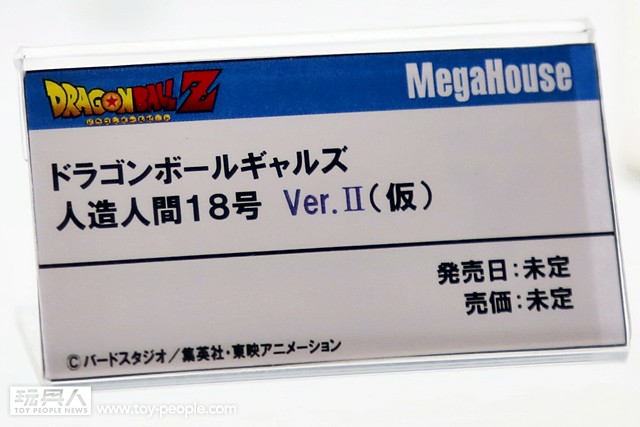 DRAGON BALL Z
MegaHouse
ドラゴンボールギャルズ
人造人間18号 Ver.Ⅱ(仮)
発売日:未定
売価:未定
©バードスタジオ/集英社・東映アニメーション
玩具人
TOY PEOPLE NEWS
www.toy-people.com